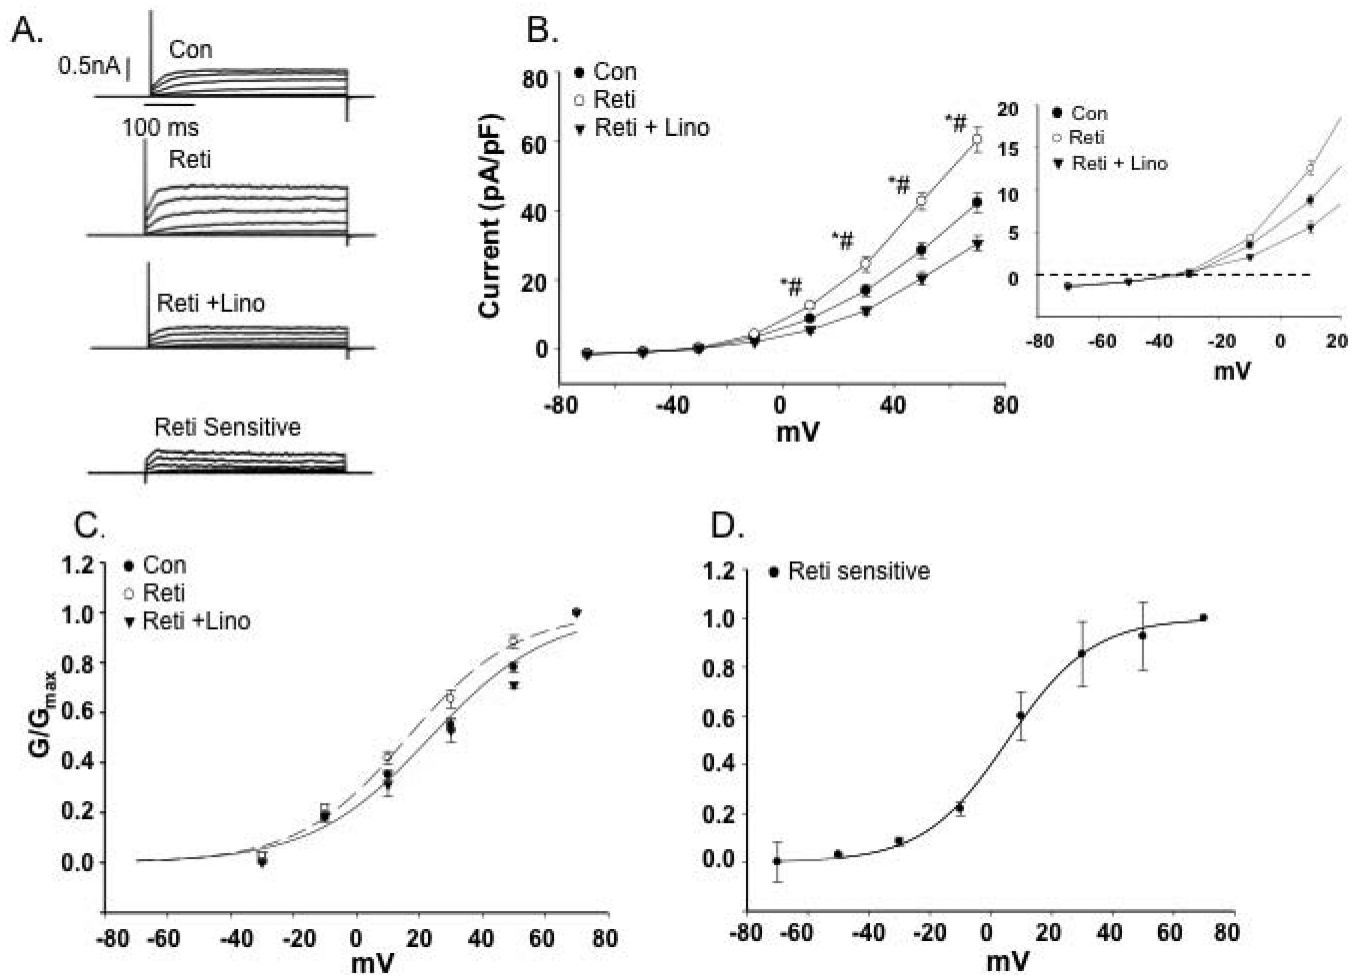 A.
Con
0.5nA
100 ms
Reti
Reti +Lino
Reti Sensitive
B.
Con
Reti
Reti + Lino
Current (pA/pF)
80
60
40
20
0
*#
*#
*#
*#
-80 -40 0 40 80
mV
Con
Reti
Reti + Lino
20
15
10
5
0
-80 -60 -40 -20 0 20
mV
C.
Con
Reti
Reti +Lino
G/Gmax
1.2
1.0
0.8
0.6
0.4
0.2
0.0
-80 -60 -40 -20 0 20 40 60 80
mV
D.
Reti sensitive
1.2
1.0
0.8
0.6
0.4
0.2
0.0
-80 -60 -40 -20 0 20 40 60 80
mV